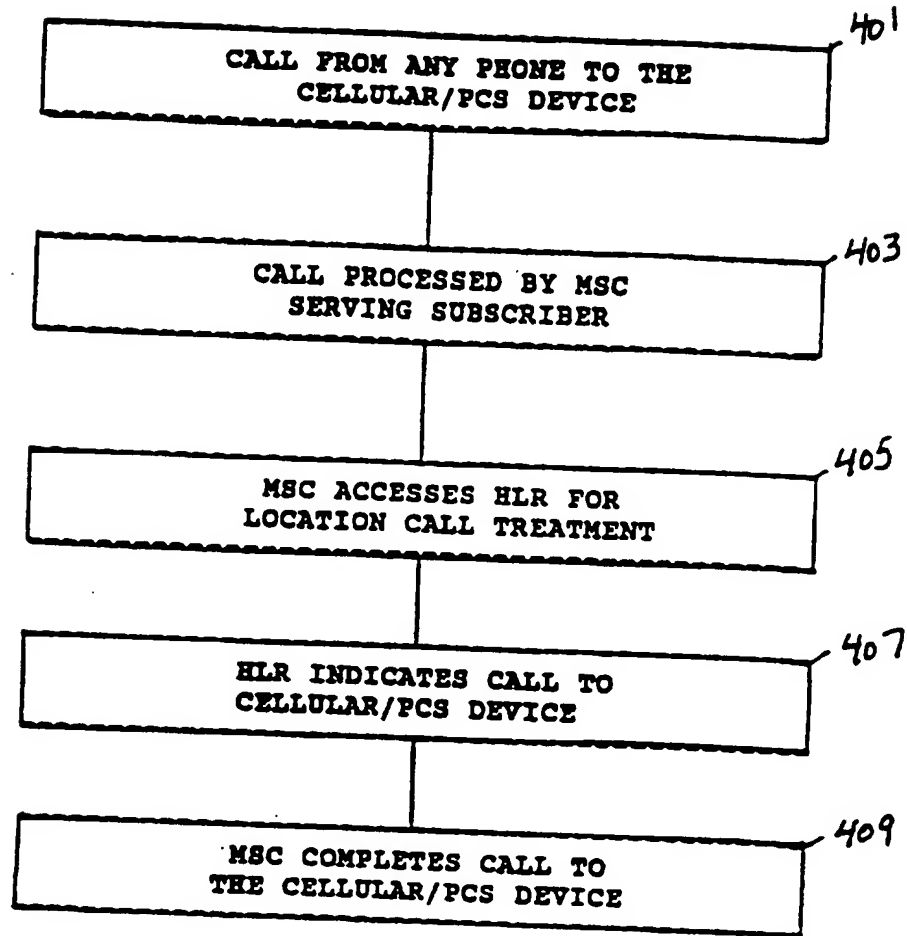 401
CALL FROM ANY PHONE TO THE
CELLULAR/PCS DEVICE
403
CALL PROCESSED BY MSC
SERVING SUBSCRIBER
405
MSC ACCESSES HLR FOR
LOCATION CALL TREATMENT
407
HLR INDICATES CALL TO
CELLULAR/PCS DEVICE
409
MSC COMPLETES CALL TO
THE CELLULAR/PCS DEVICE